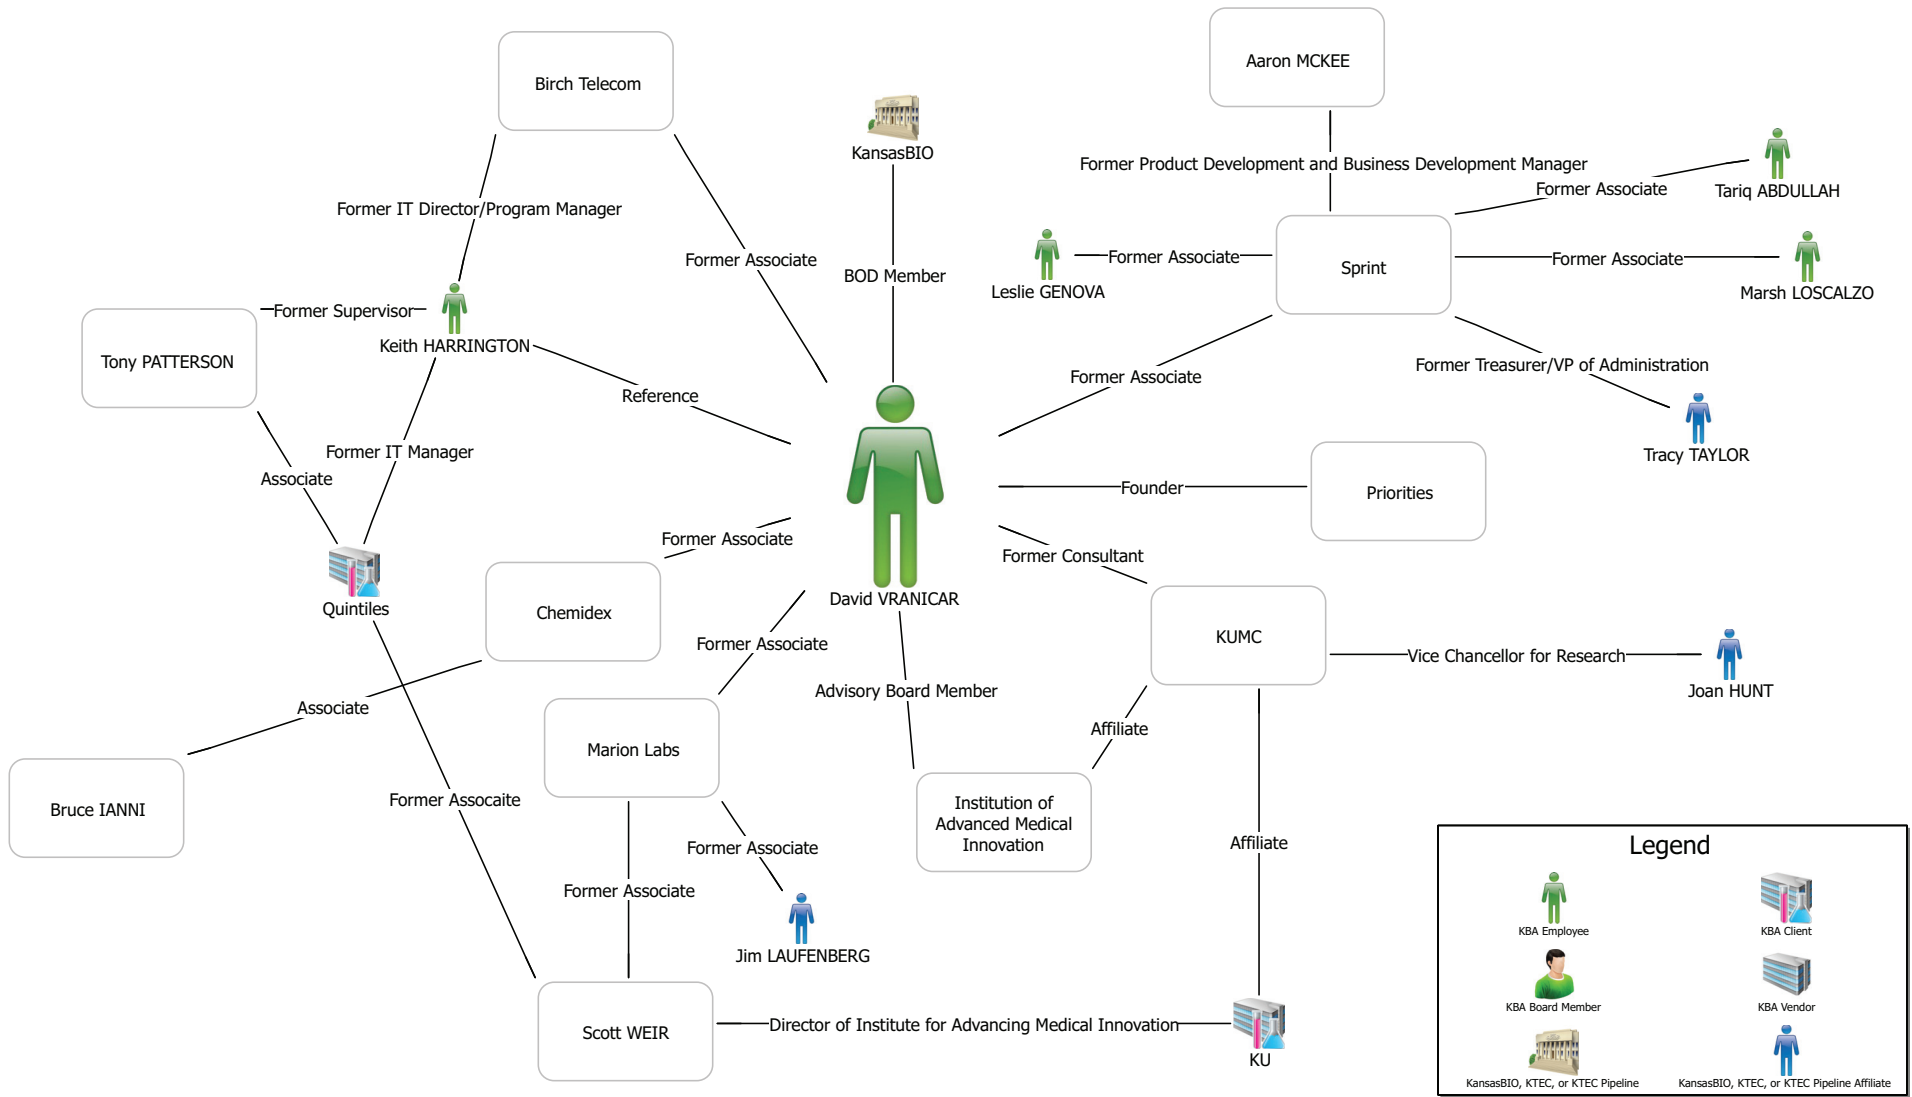 Aaron MCKEE
Birch Telecom
KansasBIO
Former Product Development and Business Development Manager
Former Associate
Tariq ABDULLAH
Former IT Director/Program Manager
Former Associate
BOD Member
Former Associate
Leslie GENOVA
Sprint
Former Associate
Marsh LOSCALZO
Former Supervisor
Keith HARRINGTON
Tony PATTERSON
Former Associate
Former Treasurer/VP of Administration
Reference
Former IT Manager
Tracy TAYLOR
Associate
Founder
Priorities
Former Associate
Former Consultant
Quintiles
Chemidex
David VRANICAR
KUMC
Former Associate
Vice Chancellor for Research
Advisory Board Member
Joan HUNT
Associate
Affiliate
Marion Labs
Former Assocaite
Bruce IANNI
Institution of
Advanced Medical
Innovation
Former Associate
Affiliate
Former Associate
Jim LAUFENBERG
Scott WEIR
Director of Institute for Advancing Medical Innovation
KU
Legend
KBA Employee
KBA Client
KBA Board Member
KBA Vendor
KansasBIO, KTEC, or KTEC Pipeline
KansasBIO, KTEC, or KTEC Pipeline Affiliate